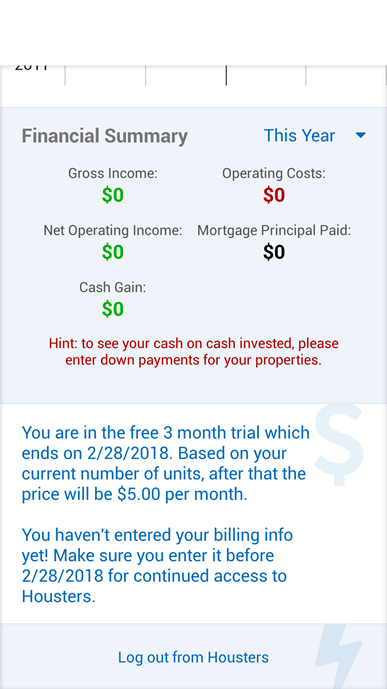 2017
Financial Summary This Year
Gross Income: Operating Costs:
$0 $0
Net Operating Income: Mortgage Principal Paid:
$0 $0
Cash Gain:
$0
Hint: to see your cash on cash invested, please
enter down payments for your properties.
You are in the free 3 month trial which
ends on 2/28/2018. Based on your
current number of units, after that the
price will be $5.00 per month.
You haven't entered your billing info
yet! Make sure you enter it before
2/28/2018 for continued access to
Housters.
Log out from Housters